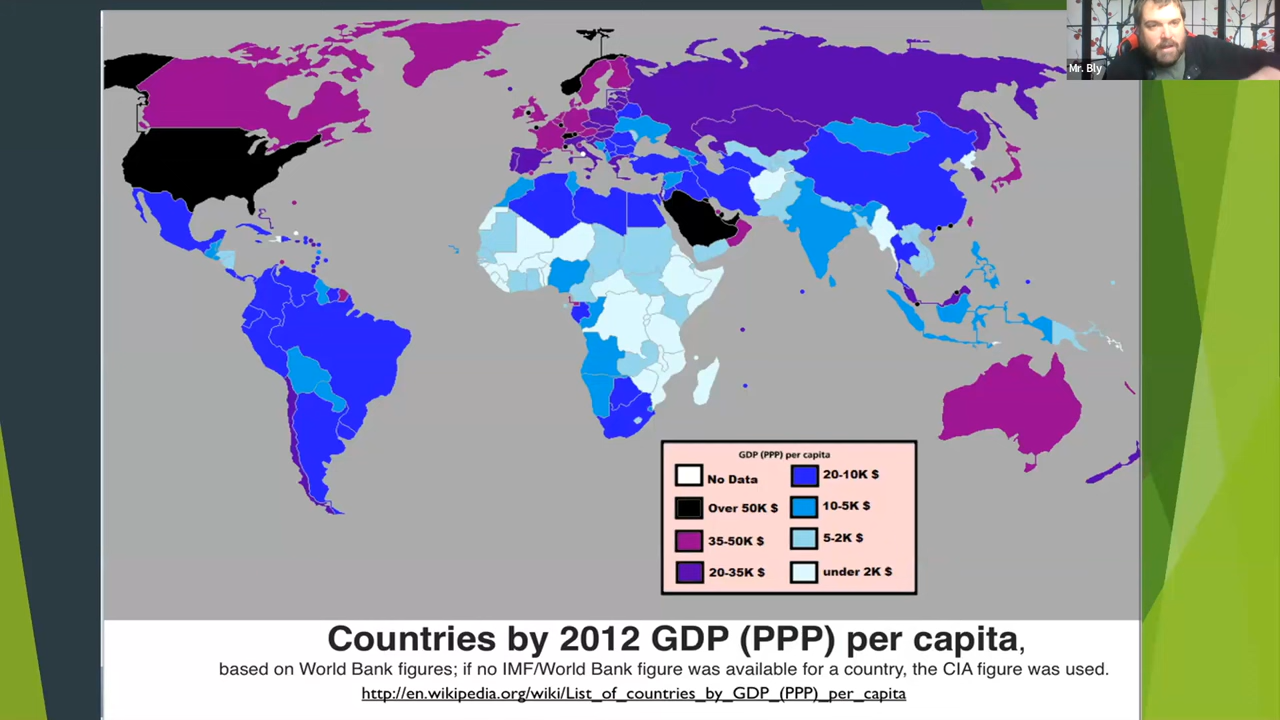 Mr. Bly
GDP (PPP) per capita
No Data
Over 50K $
35-50K $
20-35K $
20-10K $
10-5K $
5-2K $
under 2K $
Countries by 2012 GDP (PPP) per capita,
based on World Bank figures; if no IMF/World Bank figure was available for a country, the CIA figure was used.
http://en.wikipedia.org/wiki/List_of_countries_by_GDP_(PPP)_per_capita